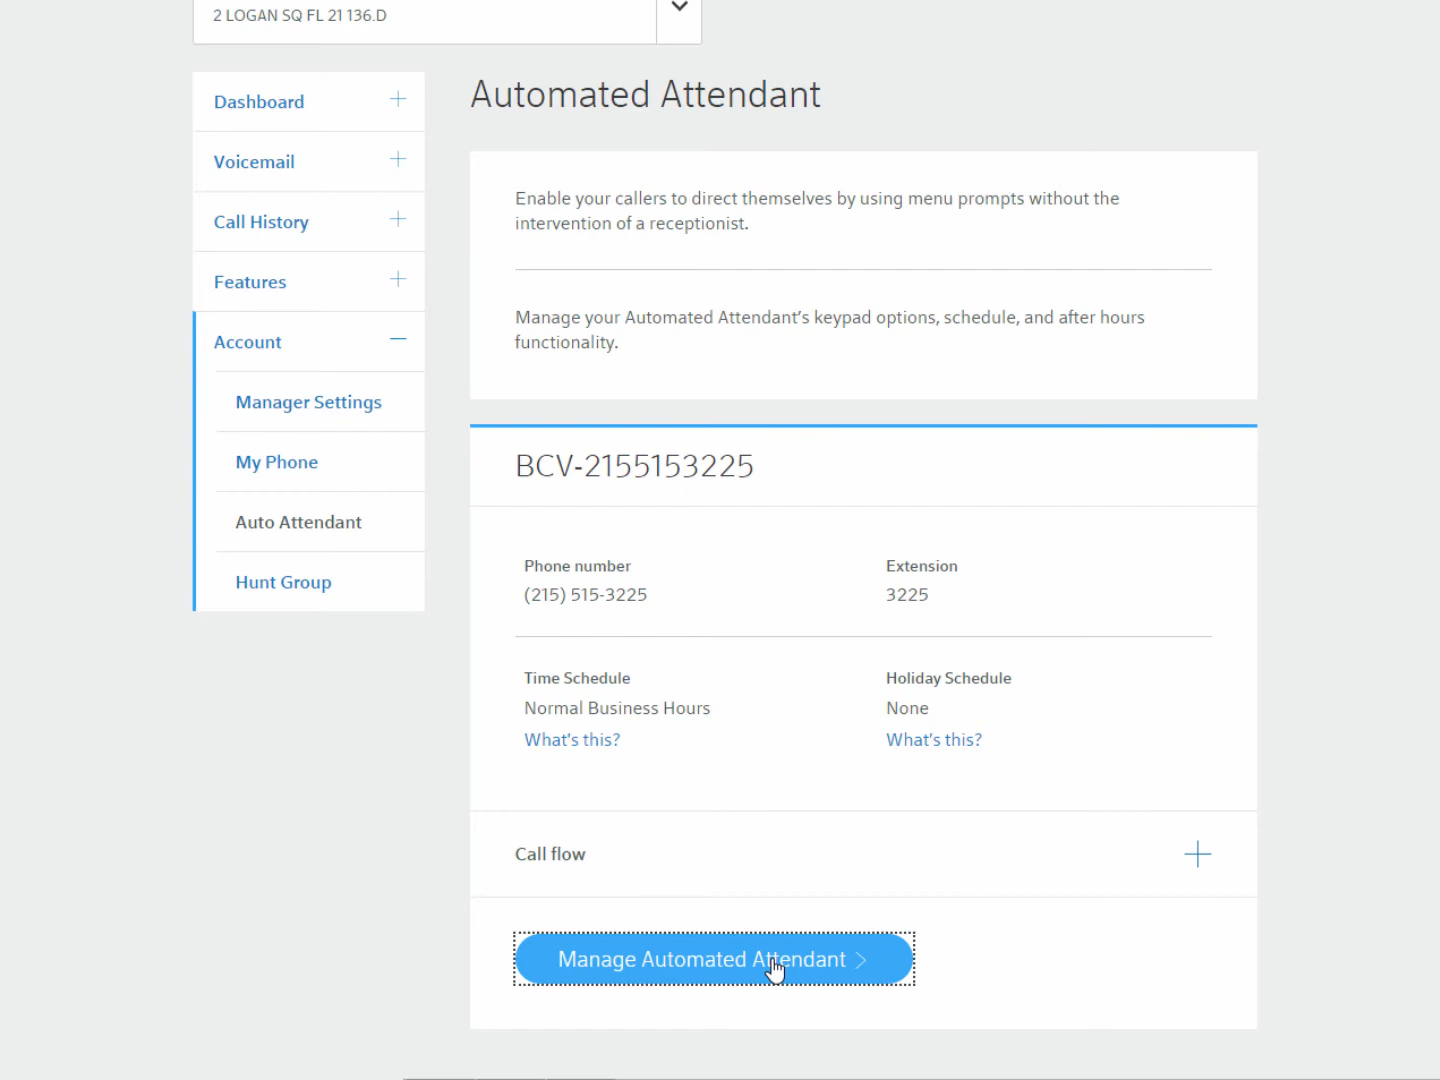 2 LOGAN SQ FL 21 136.D
Dashboard
Voicemail
Call History
Features
Account
Manager Settings
My Phone
Auto Attendant
Hunt Group
Automated Attendant
Enable your callers to direct themselves by using menu prompts without the
intervention of a receptionist.
Manage your Automated Attendant's keypad options, schedule, and after hours
functionality.
BCV-2155153225
Phone number
(215) 515-3225
Extension
3225
Time Schedule
Normal Business Hours
What's this?
Holiday Schedule
None
What's this?
Call flow
Manage Automated Attendant